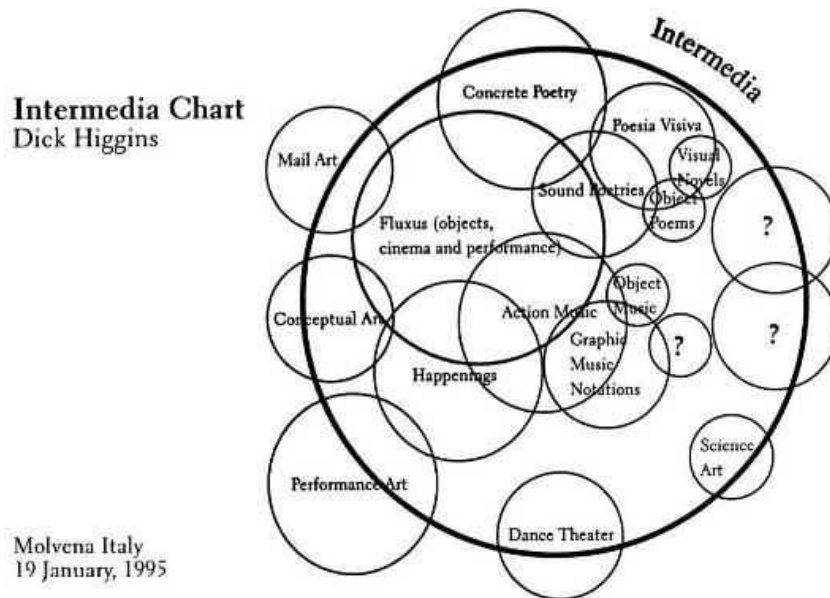 Intermedia Chart
Dick Higgins
Intermedia
Concrete Poetry
Poesia Visiva
Mail Art
Visual
Novels
Sound Poetries
Object
Poems
Fluxus (objects,
cinema and performance)
?
Object
Music
Conceptual Art
Action Music
?
Graphic
Music
Notations
?
Happenings
Science
Art
Performance Art
Dance Theater
Molvena Italy
19 January, 1995